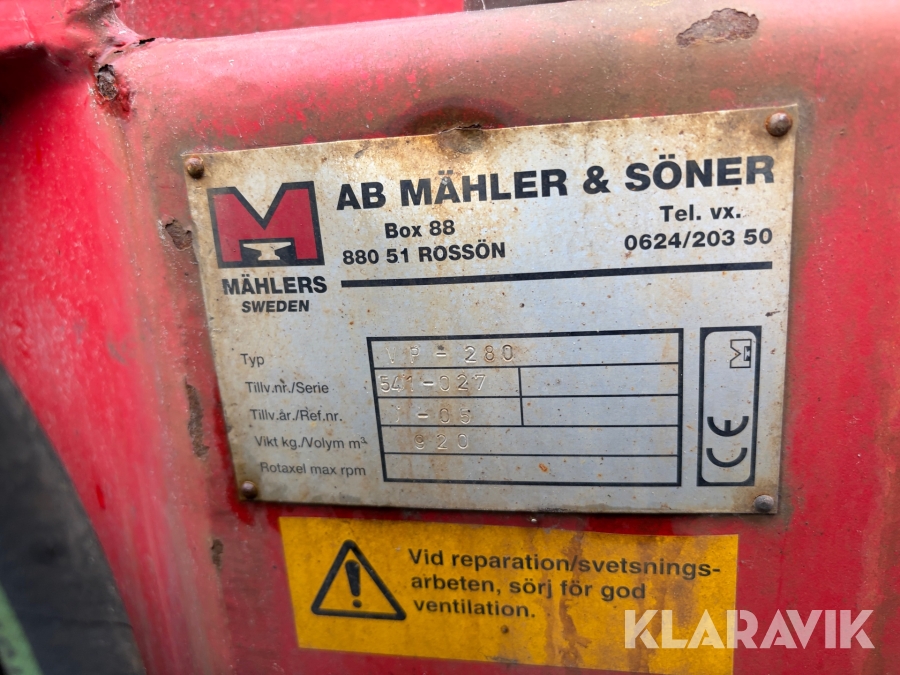 AB MÄHLER & SÖNER
Box 88
880 51 ROSSÖN
Tel. vx.
0624/203 50
MÄHLERS
SWEDEN
Typ VP-280
Tillv.nr./Serie 541-027
Tillv.år./Ref.nr. -05
Vikt kg./Volym m³ 920
Rotaxel max rpm
CE
Vid reparation/svetsnings-
arbeten, sörj för god
ventilation.
KLARAVIK